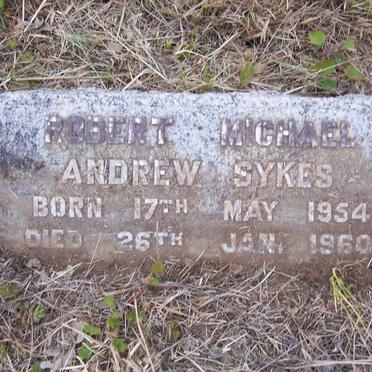 ROBERT MICHAEL
ANDREW SYKES
BORN 17TH MAY 1954
DIED 26TH JAN. 1960